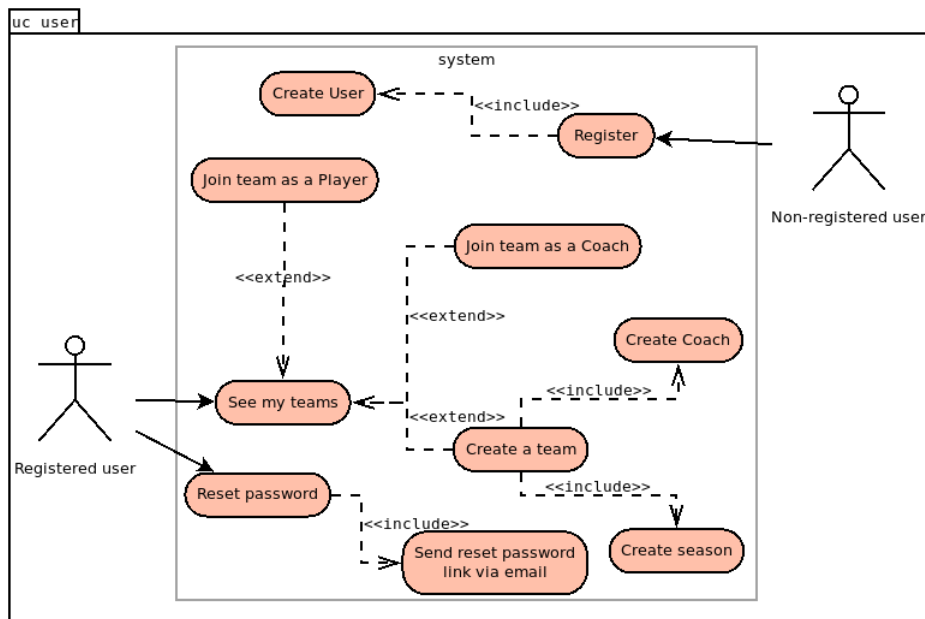 uc user
system
Create User
<<include>>
Register
Join team as a Player
Non-registered user
Join team as a Coach
<<extend>>
<<extend>>
Create Coach
See my teams
<<include>>
<<extend>>
Create a team
Registered user
Reset password
<<include>>
<<include>>
Send reset password
link via email
Create season